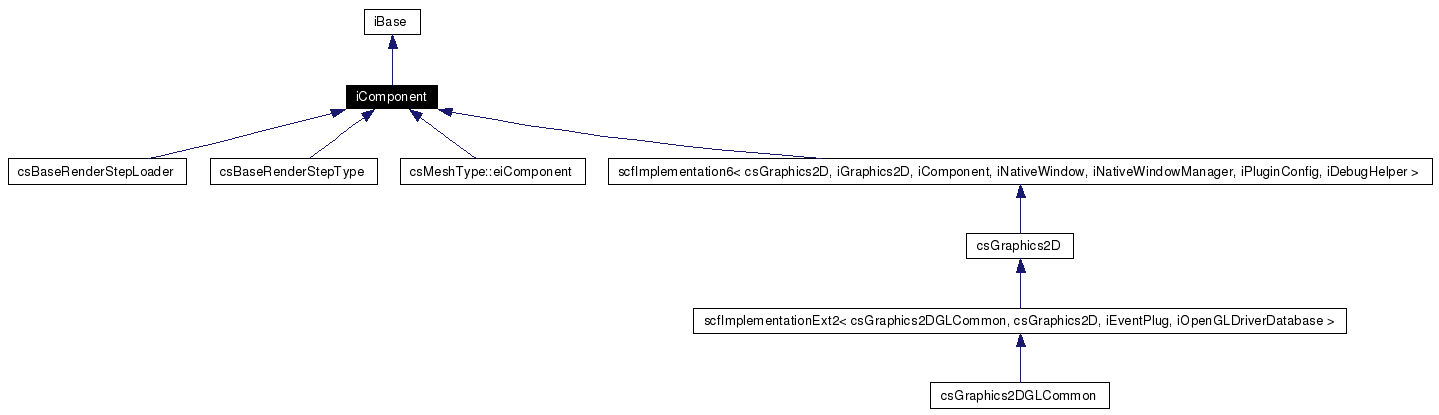 iBase
iComponent
csBaseRenderStepLoader
csBaseRenderStepType
csMeshType::eiComponent
scfImplementation6< csGraphics2D, iGraphics2D, iComponent, iNativeWindow, iNativeWindowManager, iPluginConfig, iDebugHelper >
csGraphics2D
scfImplementationExt2< csGraphics2DGLCommon, csGraphics2D, iEventPlug, iOpenGLDriverDatabase >
csGraphics2DGLCommon